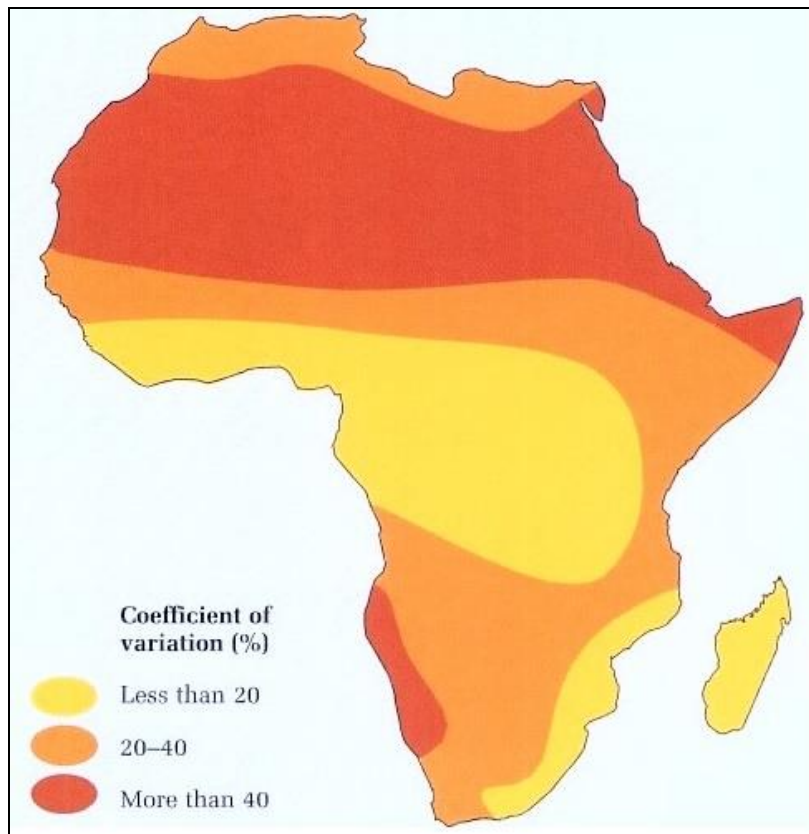 Coefficient of
variation (%)
Less than 20
20–40
More than 40